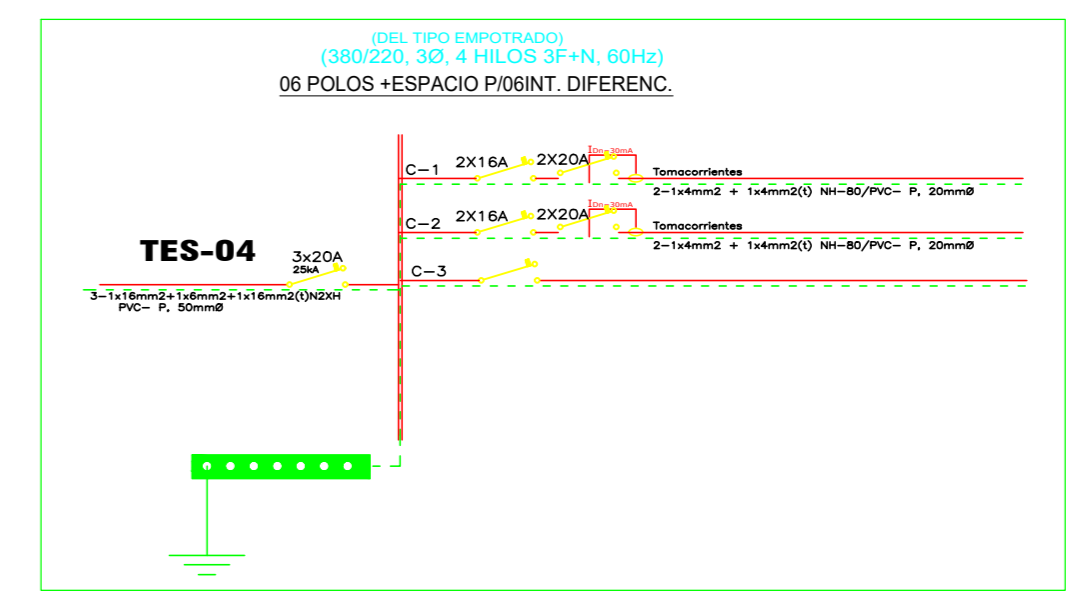 (DEL TIPO EMPOTRADO)
(380/220, 3Ø, 4 HILOS 3F+N, 60Hz)
06 POLOS +ESPACIO P/06INT. DIFERENC.
C-1
2X16A
2X20A
IDn-30mA
Tomacorrientes
2-1x4mm2 + 1x4mm2(t) NH-80/PVC- P, 20mmØ
C-2
2X16A
2X20A
IDn-30mA
Tomacorrientes
2-1x4mm2 + 1x4mm2(t) NH-80/PVC- P, 20mmØ
TES-04
3x20A
25kA
C-3
3-1x16mm2+1x6mm2+1x16mm2(t)N2XH
PVC- P, 50mmØ